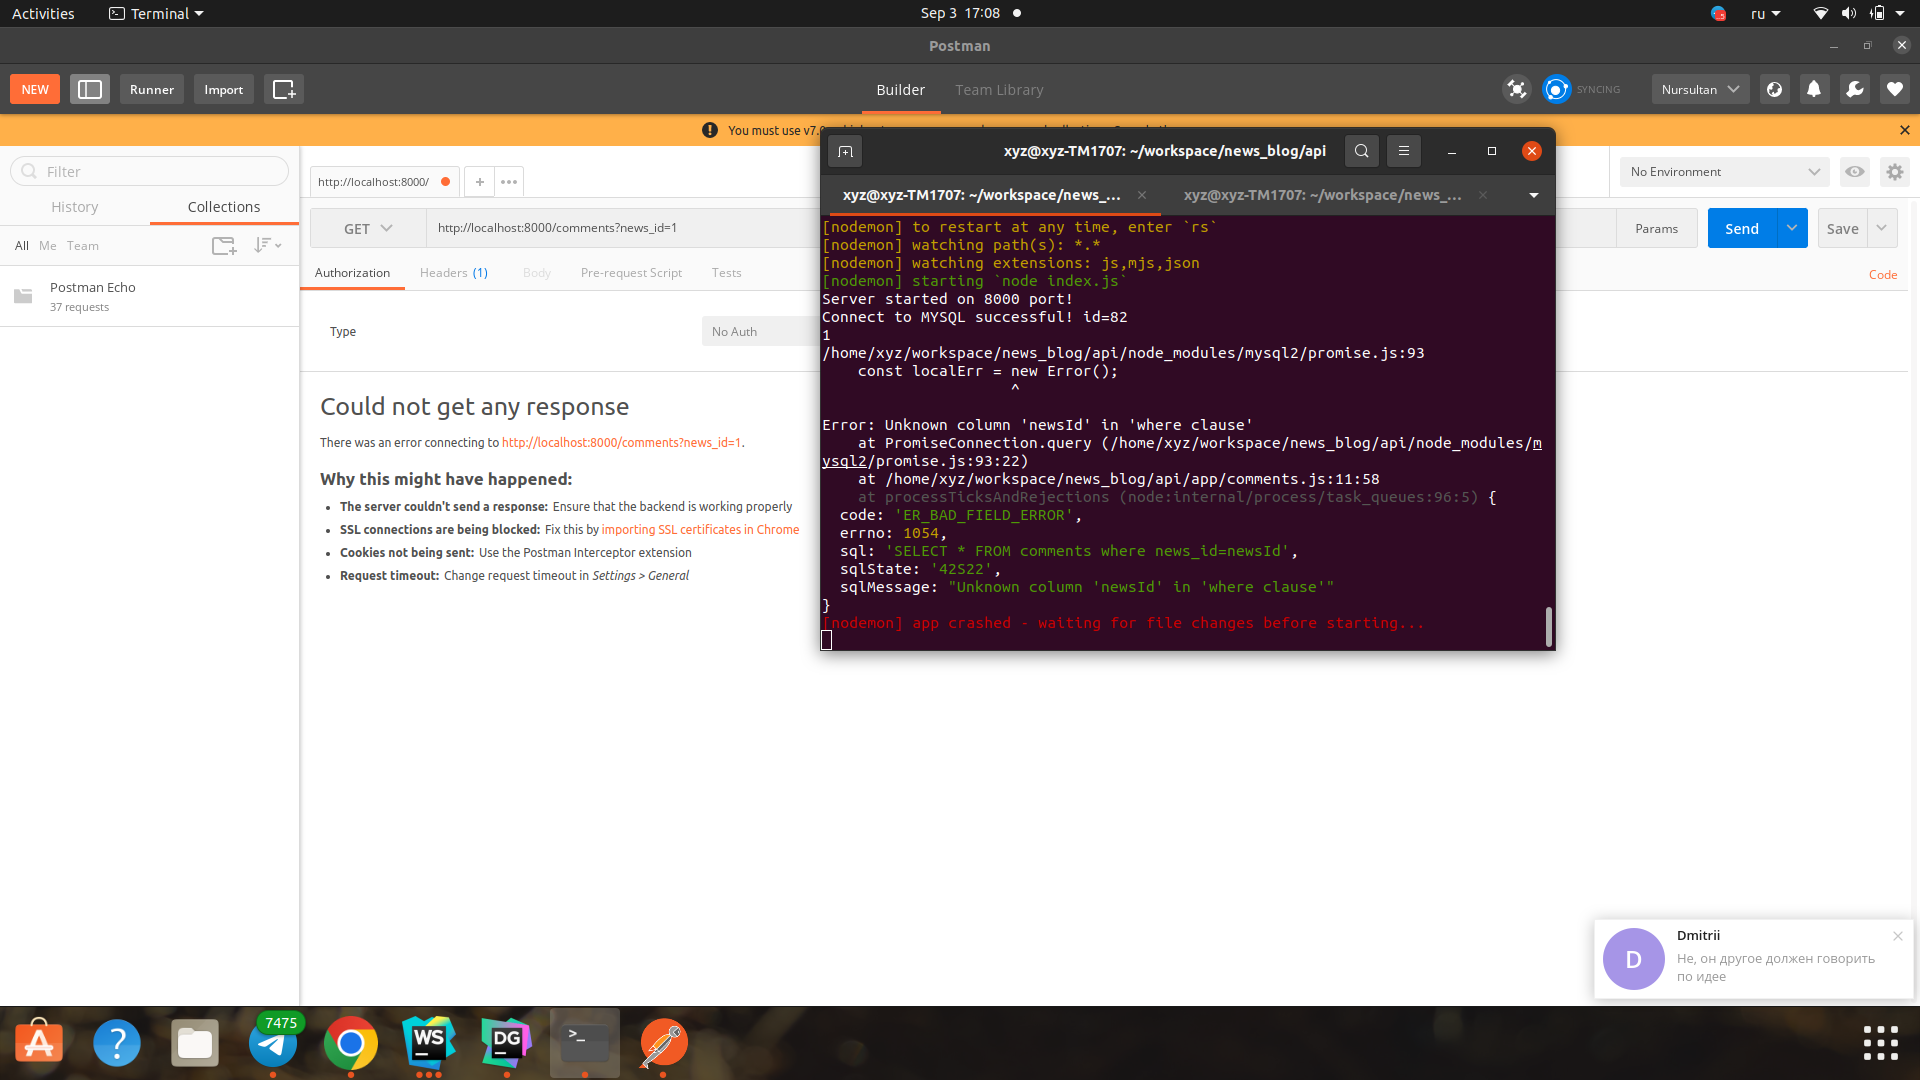 Activities
Terminal
Sep 3 17:08
ru
Postman
NEW
Runner
Import
Builder
Team Library
SYNCING
Nursultan
You must use v7.
Filter
History
Collections
All Me Team
Postman Echo
37 requests
http://localhost:8000/
No Environment
GET
http://localhost:8000/comments?news_id=1
Params
Send
Save
Authorization
Headers (1)
Body
Pre-request Script
Tests
Code
Type
No Auth
Could not get any response
There was an error connecting to http://localhost:8000/comments?news_id=1.
Why this might have happened:
• The server couldn't send a response: Ensure that the backend is working properly
• SSL connections are being blocked: Fix this by importing SSL certificates in Chrome
• Cookies not being sent: Use the Postman Interceptor extension
• Request timeout: Change request timeout in Settings > General
xyz@xyz-TM1707: ~/workspace/news_blog/api
xyz@xyz-TM1707: ~/workspace/news_...
xyz@xyz-TM1707: ~/workspace/news_...
[nodemon] to restart at any time, enter `rs`
[nodemon] watching path(s): *.*
[nodemon] watching extensions: js,mjs,json
[nodemon] starting `node index.js`
Server started on 8000 port!
Connect to MYSQL successful! id=82
1
/home/xyz/workspace/news_blog/api/node_modules/mysql2/promise.js:93
const localErr = new Error();
^
Error: Unknown column 'newsId' in 'where clause'
at PromiseConnection.query (/home/xyz/workspace/news_blog/api/node_modules/m
ysql2/promise.js:93:22)
at /home/xyz/workspace/news_blog/api/app/comments.js:11:58
at processTicksAndRejections (node:internal/process/task_queues:96:5) {
code: 'ER_BAD_FIELD_ERROR',
errno: 1054,
sql: 'SELECT * FROM comments where news_id=newsId',
sqlState: '42S22',
sqlMessage: "Unknown column 'newsId' in 'where clause'"
}
[nodemon] app crashed - waiting for file changes before starting...
D
Dmitrii
Не, он другое должен говорить
по идее
7475
WS
DG